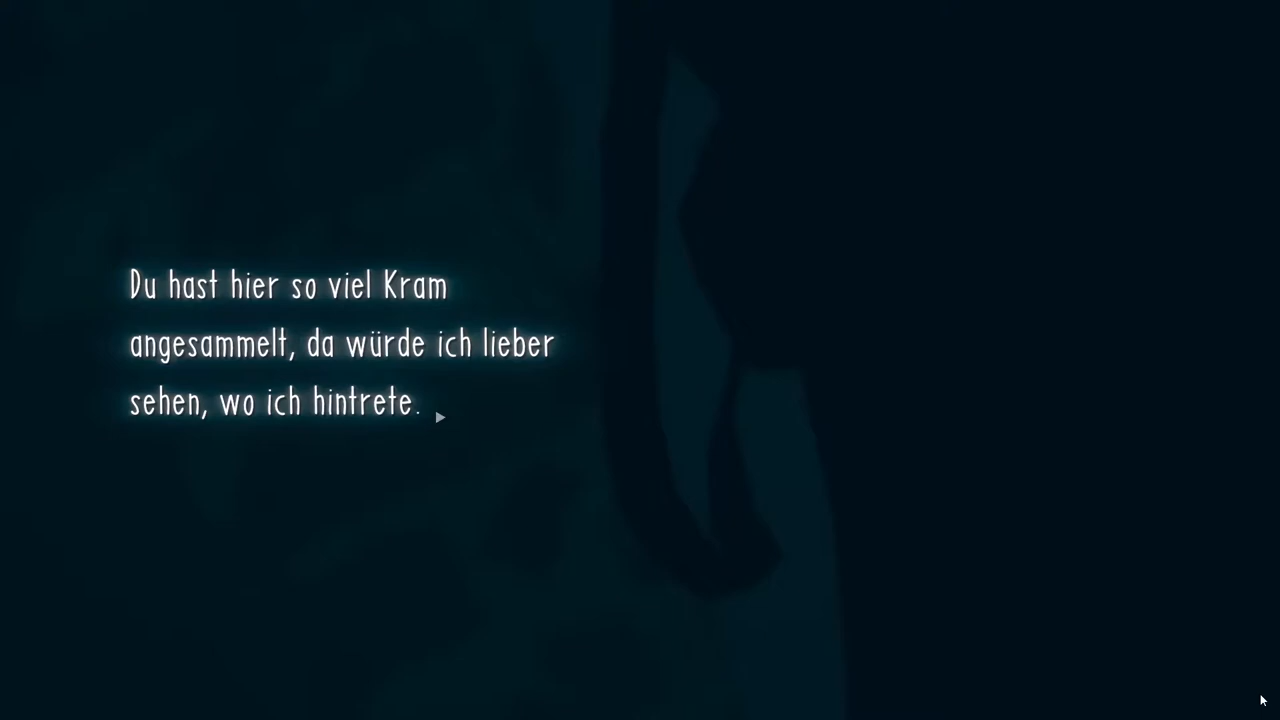 Du hast hier so viel Kram
angesammelt, da würde ich lieber
sehen, wo ich hintrete.